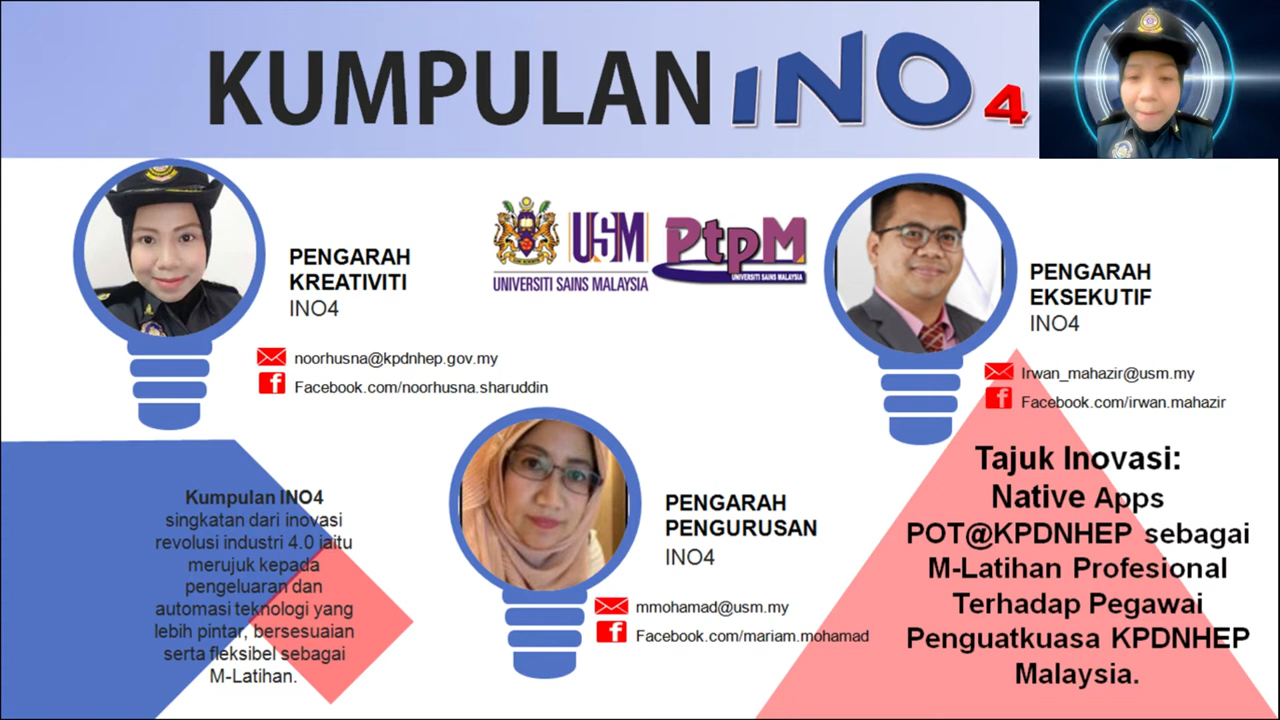 KUMPULAN INO 4
PENGARAH
KREATIVITI
INO4
noorhusna@kpdnhep.gov.my
Facebook.com/noorhusna.sharuddin
USM
UNIVERSITI SAINS MALAYSIA
PtpM
UNIVERSITI SAINS MALAYSIA
PENGARAH
EKSEKUTIF
INO4
Irwan_mahazir@usm.my
Facebook.com/irwan.mahazir
Kumpulan INO4
singkatan dari inovasi
revolusi industri 4.0 iaitu
merujuk kepada
pengeluaran dan
automasi teknologi yang
lebih pintar, bersesuaian
serta fleksibel sebagai
M-Latihan.
PENGARAH
PENGURUSAN
INO4
mmohamad@usm.my
Facebook.com/mariam.mohamad
Tajuk Inovasi:
Native Apps
POT@KPDNHEP sebagai
M-Latihan Profesional
Terhadap Pegawai
Penguatkuasa KPDNHEP
Malaysia.